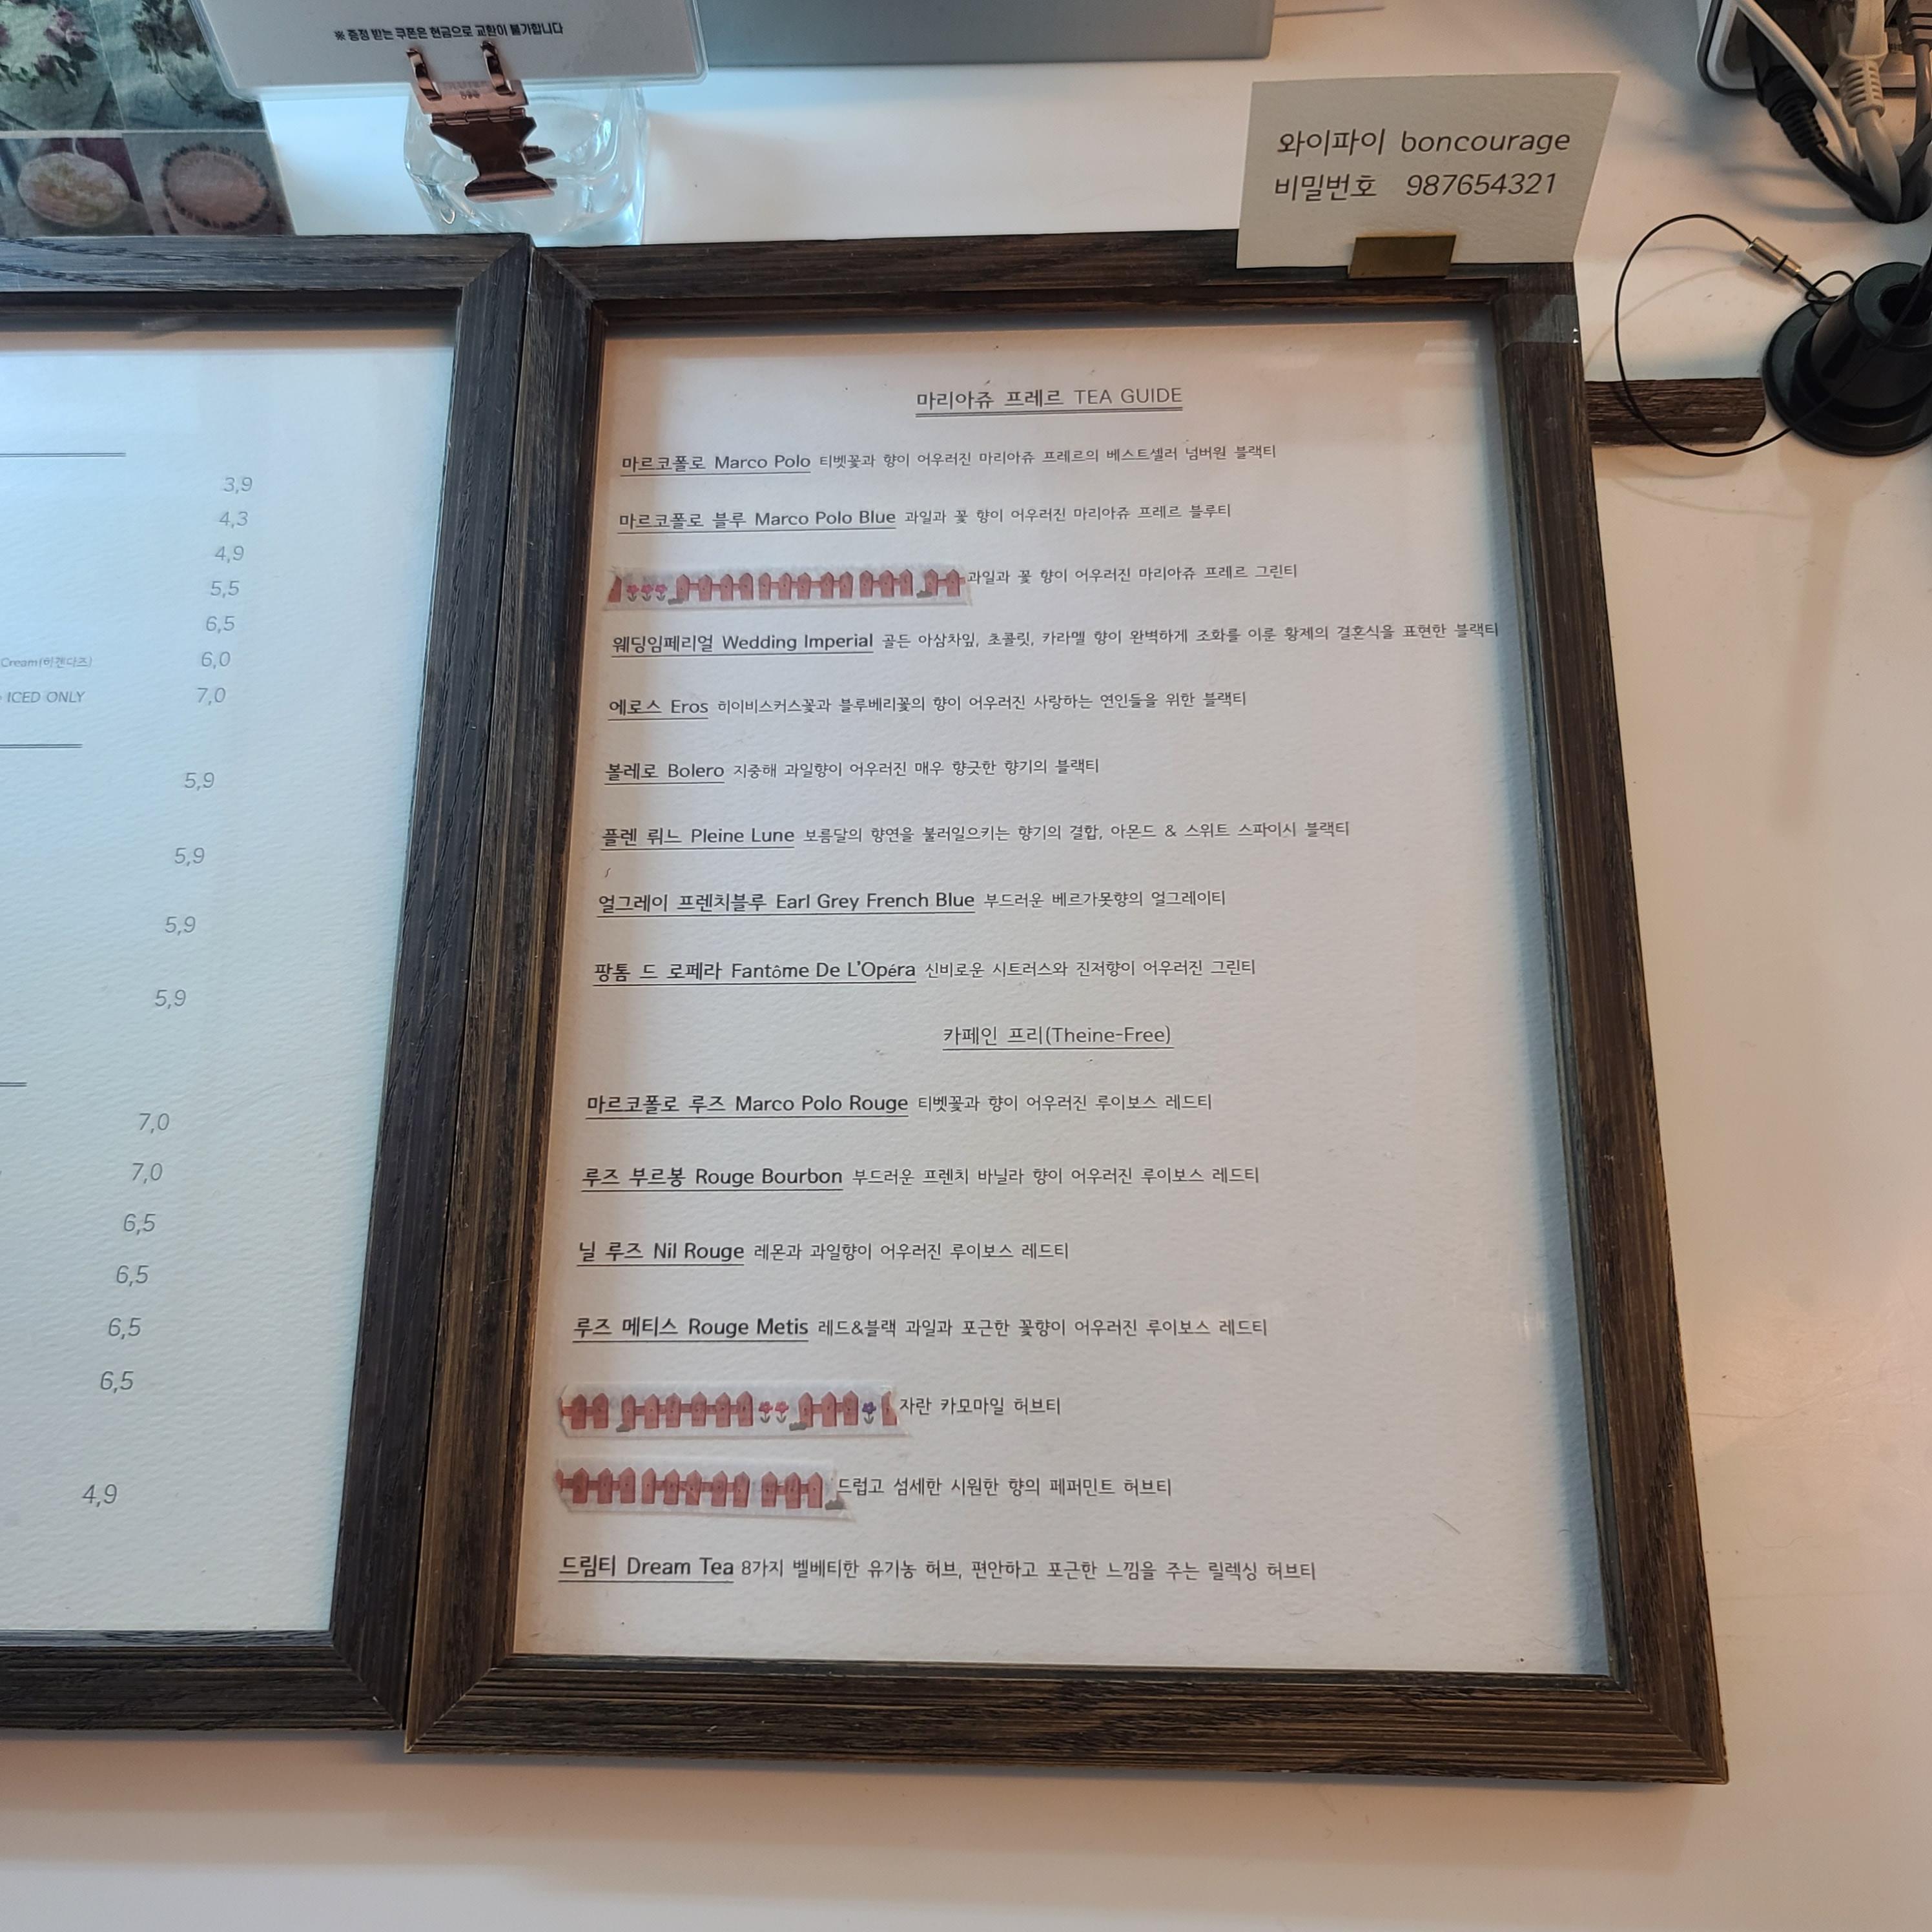 ※ 증정 받는 쿠폰은 현금으로 교환이 불가합니다
와이파이 boncourage
비밀번호 987654321
3,9
4,3
4,9
5,5
6,5
Cream(하겐다즈) 6,0
ICED ONLY 7,0
5,9
5,9
5,9
5,9
7,0
7,0
6,5
6,5
6,5
6,5
4,9
마리아쥬 프레르 TEA GUIDE
마르코폴로 Marco Polo 티벳꽃과 향이 어우러진 마리아쥬 프레르의 베스트셀러 넘버원 블랙티
마르코폴로 블루 Marco Polo Blue 과일과 꽃 향이 어우러진 마리아쥬 프레르 블루티
과일과 꽃 향이 어우러진 마리아쥬 프레르 그린티
웨딩임페리얼 Wedding Imperial 골든 아삼차잎, 초콜릿, 카라멜 향이 완벽하게 조화를 이룬 황제의 결혼식을 표현한 블랙티
에로스 Eros 히이비스커스꽃과 블루베리꽃의 향이 어우러진 사랑하는 연인들을 위한 블랙티
볼레로 Bolero 지중해 과일향이 어우러진 매우 향긋한 향기의 블랙티
플렌 뤼느 Pleine Lune 보름달의 향연을 불러일으키는 향기의 결합, 아몬드 & 스위트 스파이시 블랙티
얼그레이 프렌치블루 Earl Grey French Blue 부드러운 베르가못향의 얼그레이티
팡톰 드 로페라 Fantôme De L'Opéra 신비로운 시트러스와 진저향이 어우러진 그린티
카페인 프리(Theine-Free)
마르코폴로 루즈 Marco Polo Rouge 티벳꽃과 향이 어우러진 루이보스 레드티
루즈 부르봉 Rouge Bourbon 부드러운 프렌치 바닐라 향이 어우러진 루이보스 레드티
닐 루즈 Nil Rouge 레몬과 과일향이 어우러진 루이보스 레드티
루즈 메티스 Rouge Metis 레드&블랙 과일과 포근한 꽃향이 어우러진 루이보스 레드티
자란 카모마일 허브티
드럽고 섬세한 시원한 향의 페퍼민트 허브티
드림티 Dream Tea 8가지 벨베티한 유기농 허브, 편안하고 포근한 느낌을 주는 릴렉싱 허브티